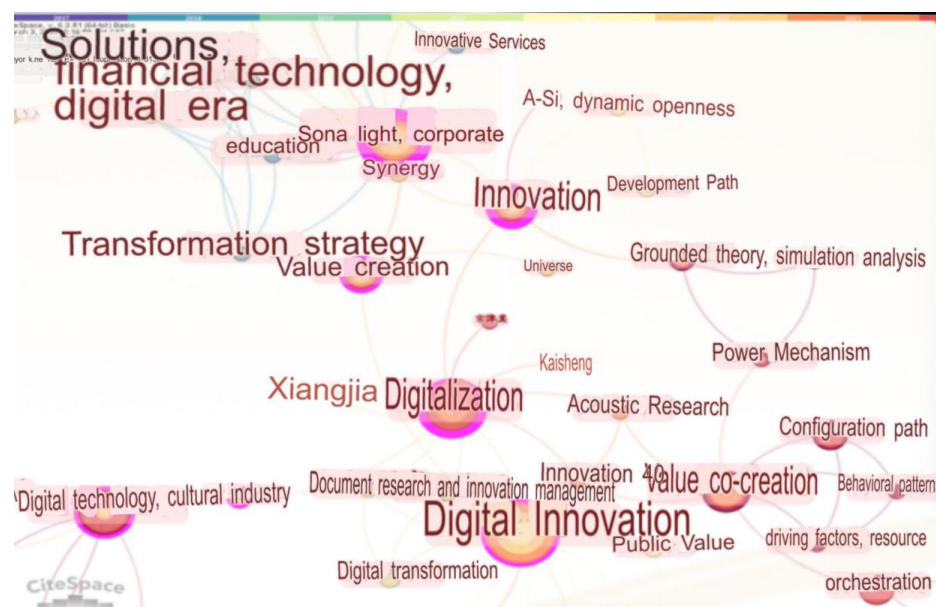 2017
2018
2019
Solutions,
financial technology,
digital era
Innovative Services
A-Si, dynamic openness
Sona light, corporate
education
Synergy
Innovation
Development Path
Transformation strategy
Value creation
Universe
Grounded theory, simulation analysis
Power Mechanism
Kaisheng
Xiangjia
Digitalization
Acoustic Research
Configuration path
Digital technology, cultural industry
Document research and innovation management
Innovation 4.0
Value co-creation
Behavioral pattern
Digital Innovation
Public Value
driving factors, resource
Digital transformation
orchestration
CiteSpace